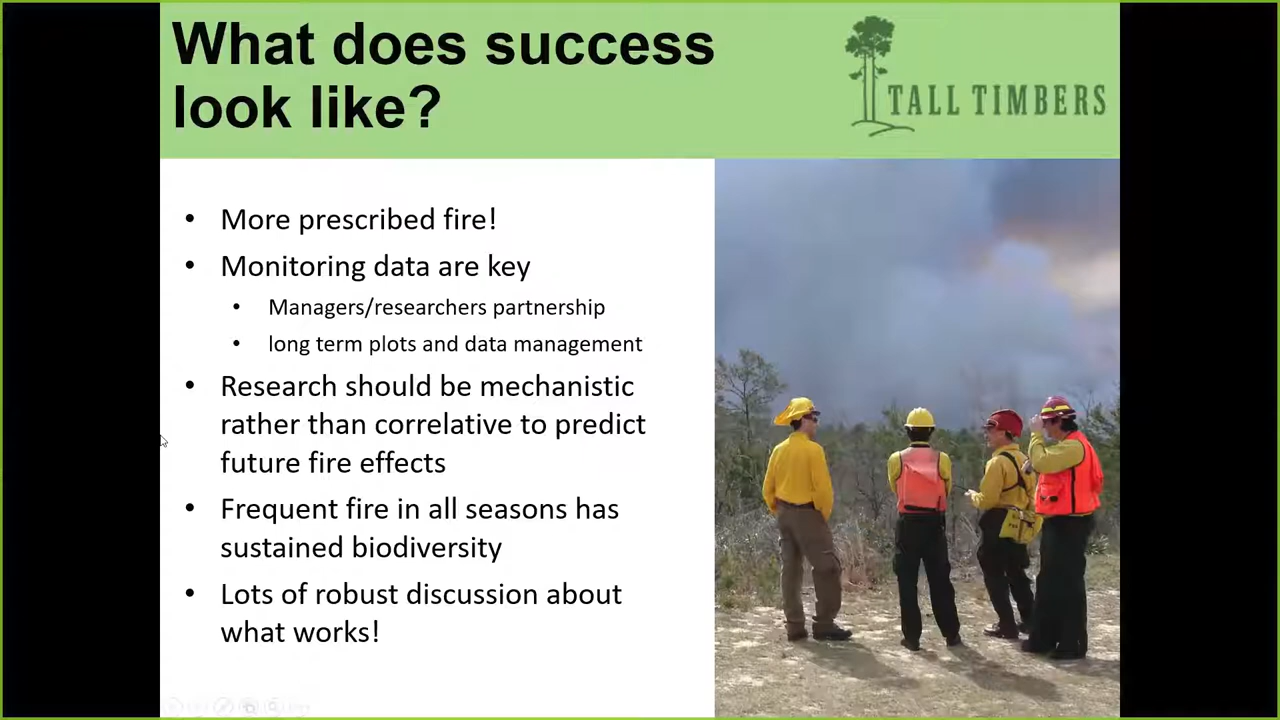 What does success
look like?
TALL TIMBERS
• More prescribed fire!
• Monitoring data are key
• Managers/researchers partnership
• long term plots and data management
• Research should be mechanistic
rather than correlative to predict
future fire effects
• Frequent fire in all seasons has
sustained biodiversity
• Lots of robust discussion about
what works!